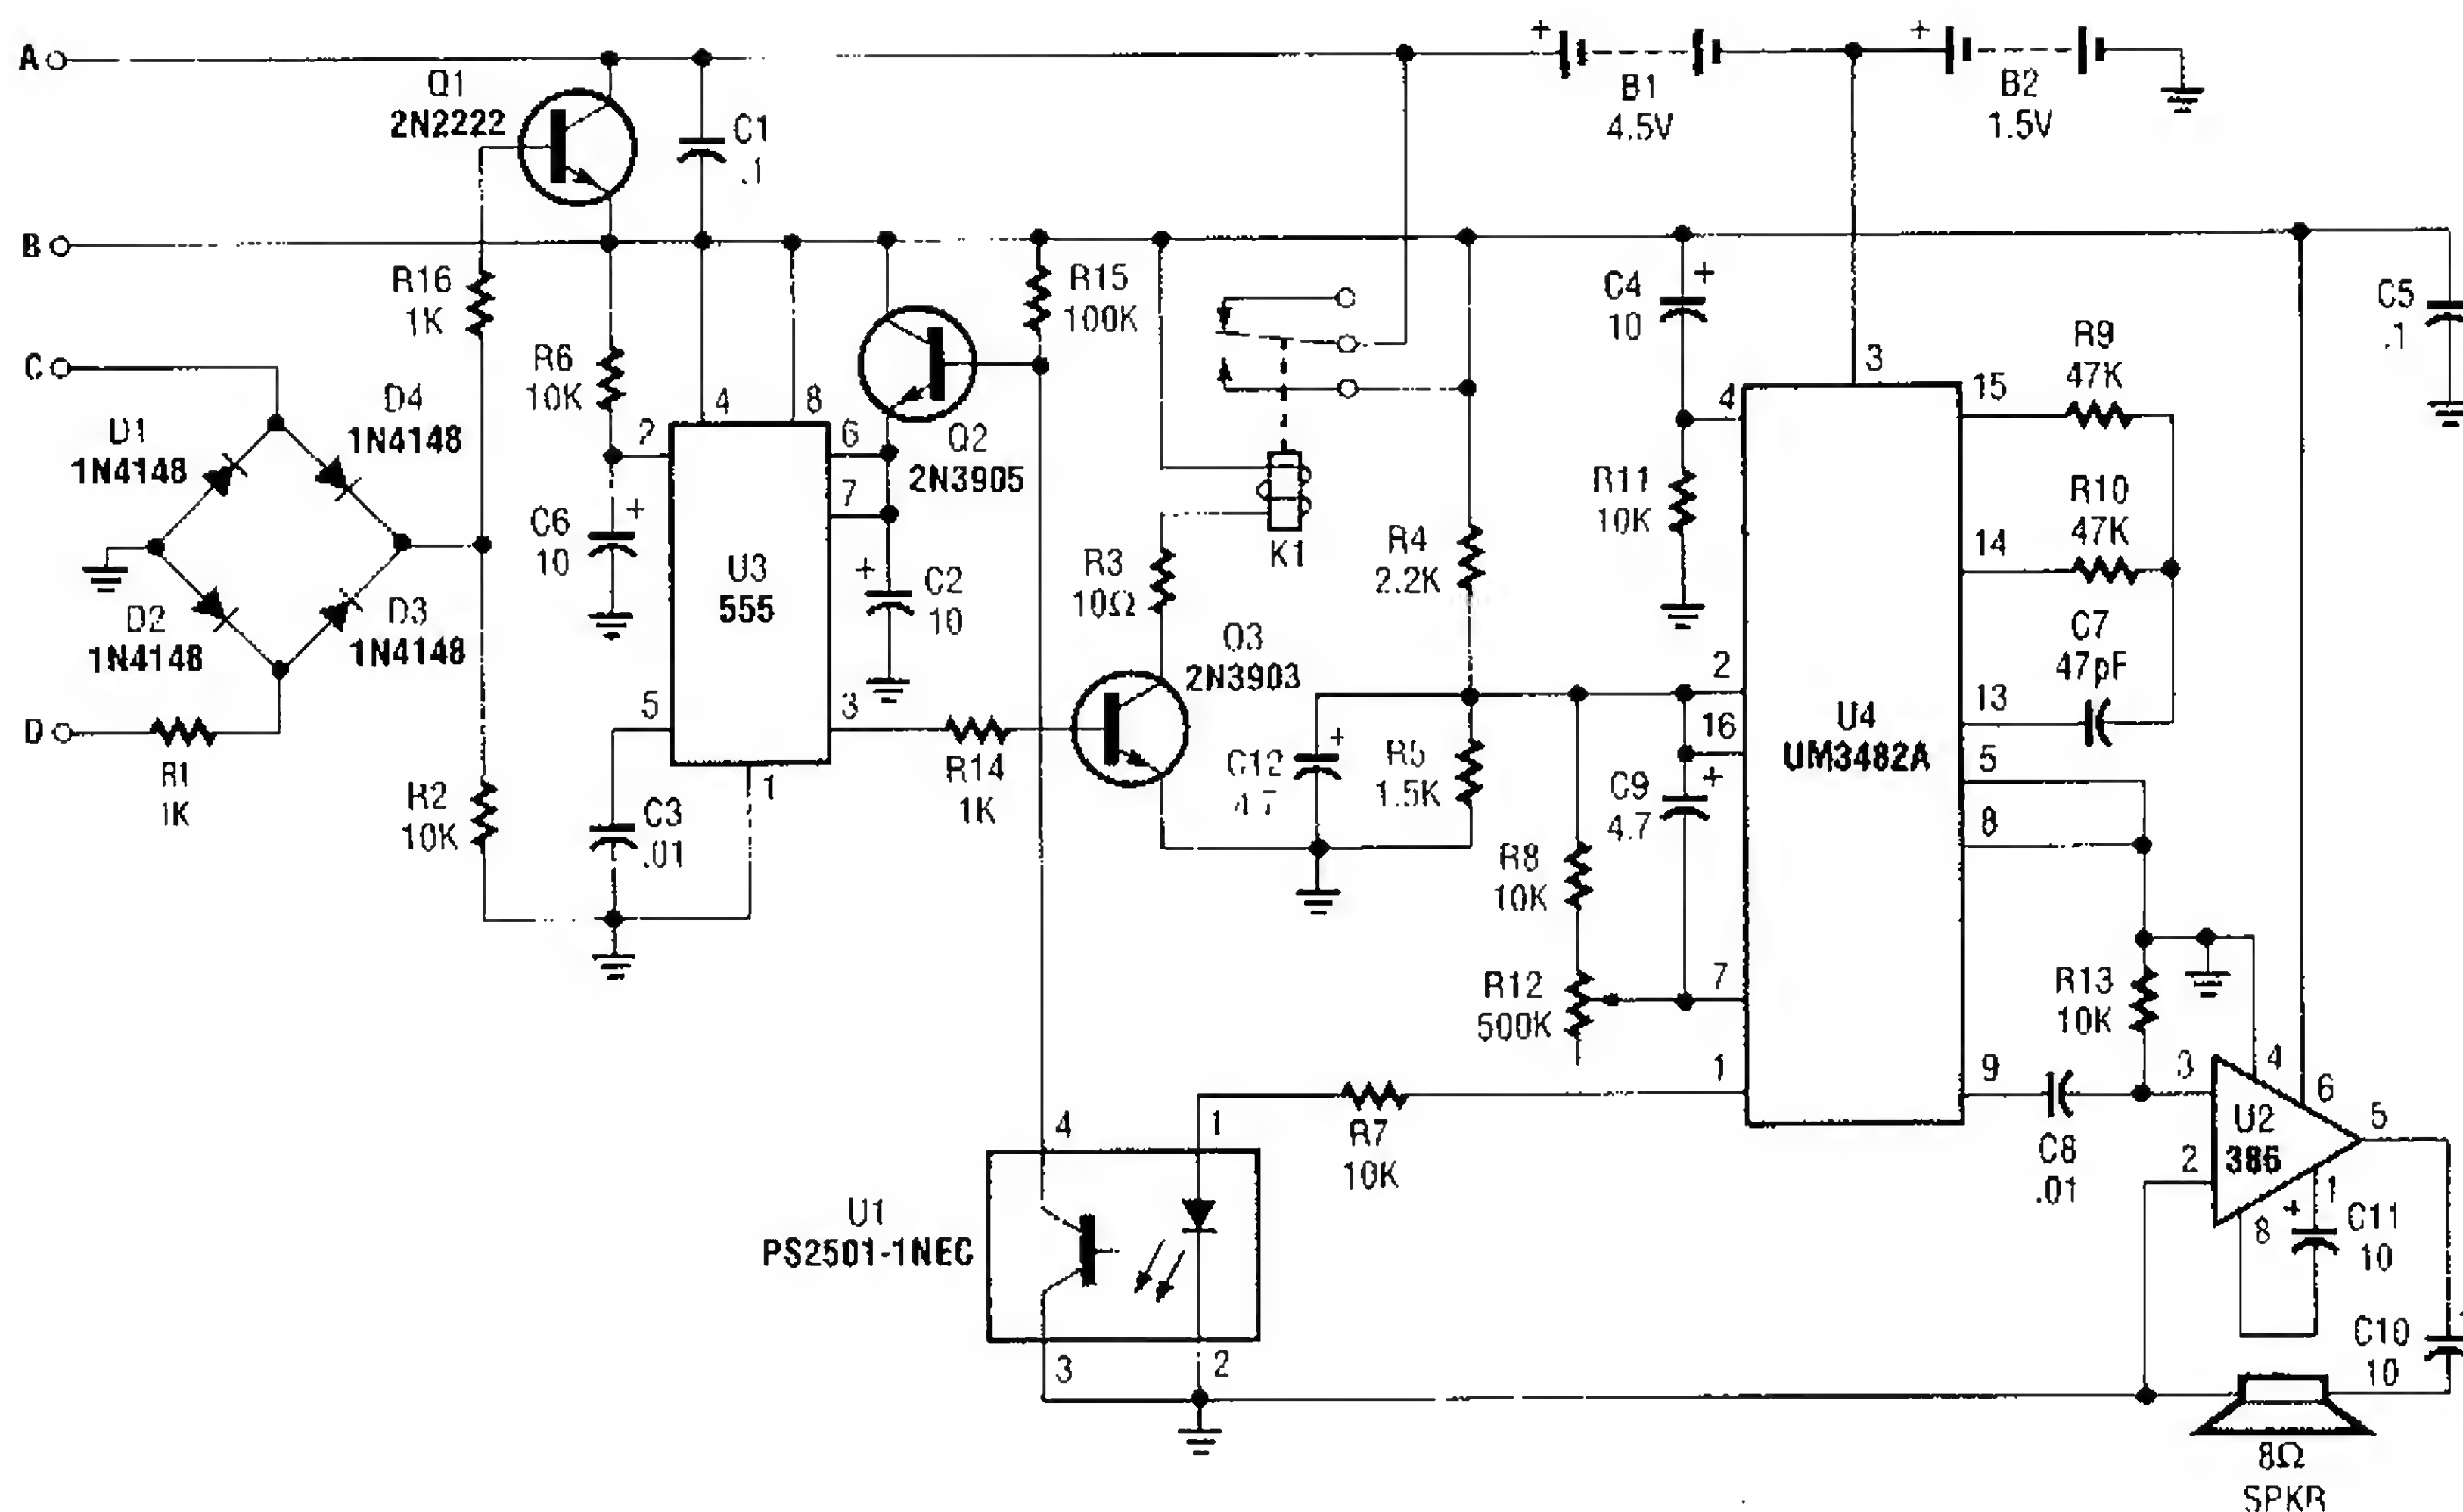 A
Q1
2N2222
C1
.1
+
B1
4.5V
+
B2
1.5V
B
R16
1K
R6
10K
R15
100K
C4
10
+
C5
.1
C
D1
1N4148
D4
1N4148
2
4
8
6
7
Q2
2N3905
K1
4
3
15
R9
47K
R11
10K
R10
47K
14
C6
10
+
U3
555
+
C2
10
R3
10Ω
R4
2.2K
D2
1N4148
D3
1N4148
Q3
2N3903
C7
47pF
2
13
D
R1
1K
5
3
1
R14
1K
C12
4.7
+
R5
1.5K
16
+
C9
4.7
U4
UM3482A
5
8
R2
10K
C3
.01
R8
10K
R12
500K
7
R13
10K
1
9
3
4
6
R7
10K
C8
.01
U2
386
5
2
1
8
+
C11
10
4
1
U1
PS2501-1NEC
3
2
C10
10
8Ω
SPKR